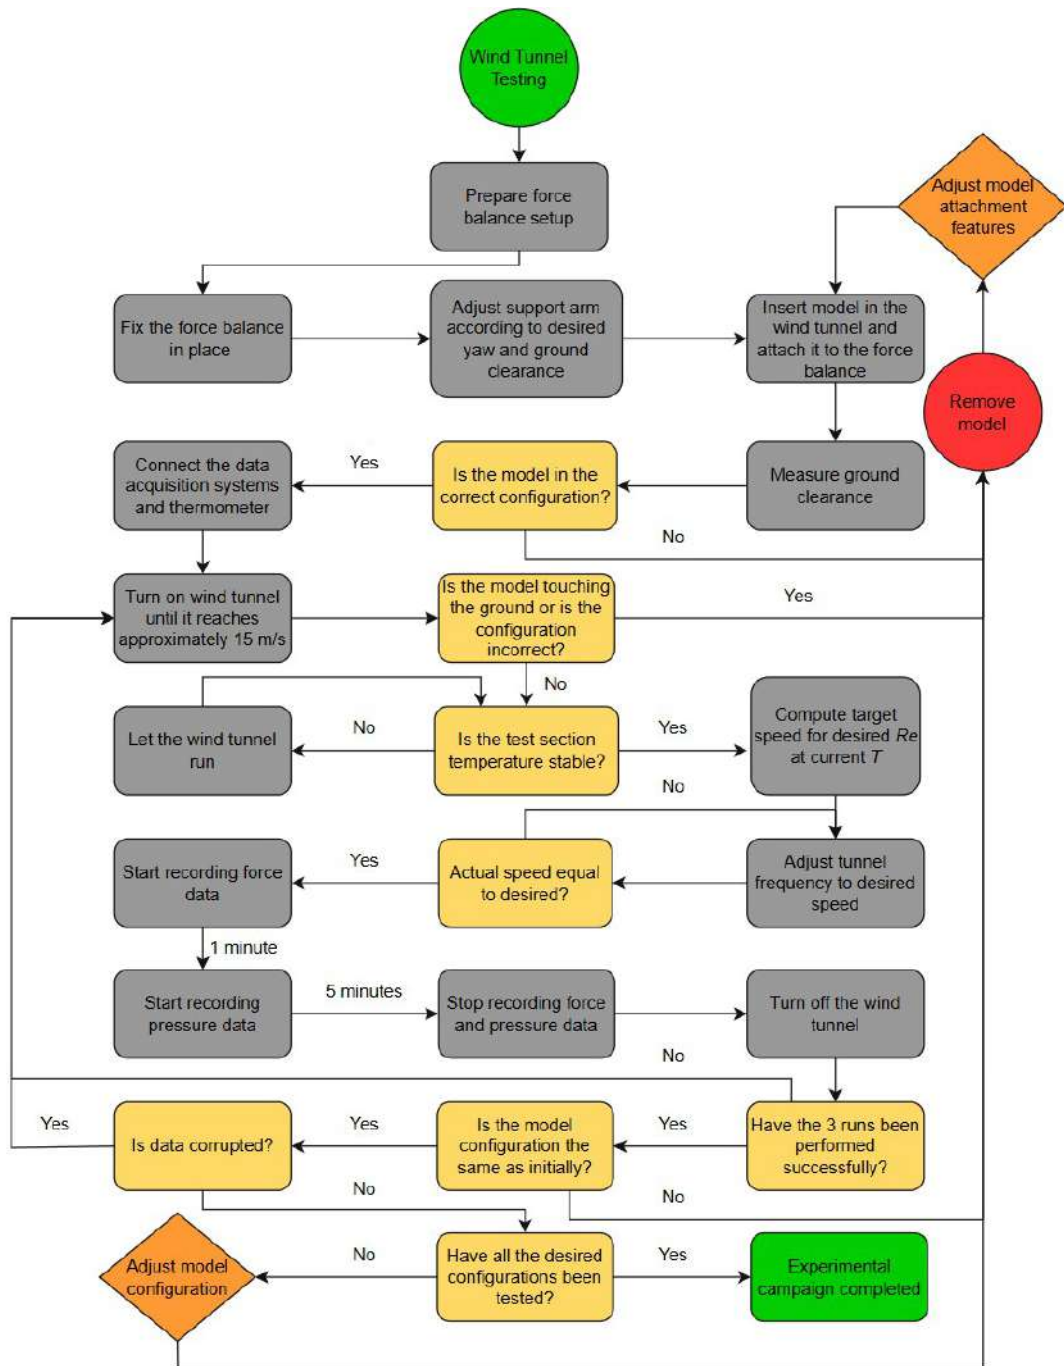 Wind Tunnel
Testing
Prepare force
balance setup
Adjust model
attachment
features
Fix the force balance
in place
Adjust support arm
according to desired
yaw and ground
clearance
Insert model in the
wind tunnel and
attach it to the force
balance
Remove
model
Connect the data
acquisition systems
and thermometer
Yes
Is the model in the
correct configuration?
Measure ground
clearance
No
Turn on wind tunnel
until it reaches
approximately 15 m/s
Is the model touching
the ground or is the
configuration
incorrect?
Yes
No
Let the wind tunnel
run
No
Is the test section
temperature stable?
Yes
Compute target
speed for desired Re
at current T
No
Start recording force
data
Yes
Actual speed equal
to desired?
Adjust tunnel
frequency to desired
speed
1 minute
Start recording
pressure data
5 minutes
Stop recording force
and pressure data
Turn off the wind
tunnel
No
Yes
Is data corrupted?
Yes
Is the model
configuration the
same as initially?
Yes
Have the 3 runs been
performed
successfully?
No
No
Adjust model
configuration
No
Have all the desired
configurations been
tested?
Yes
Experimental
campaign completed